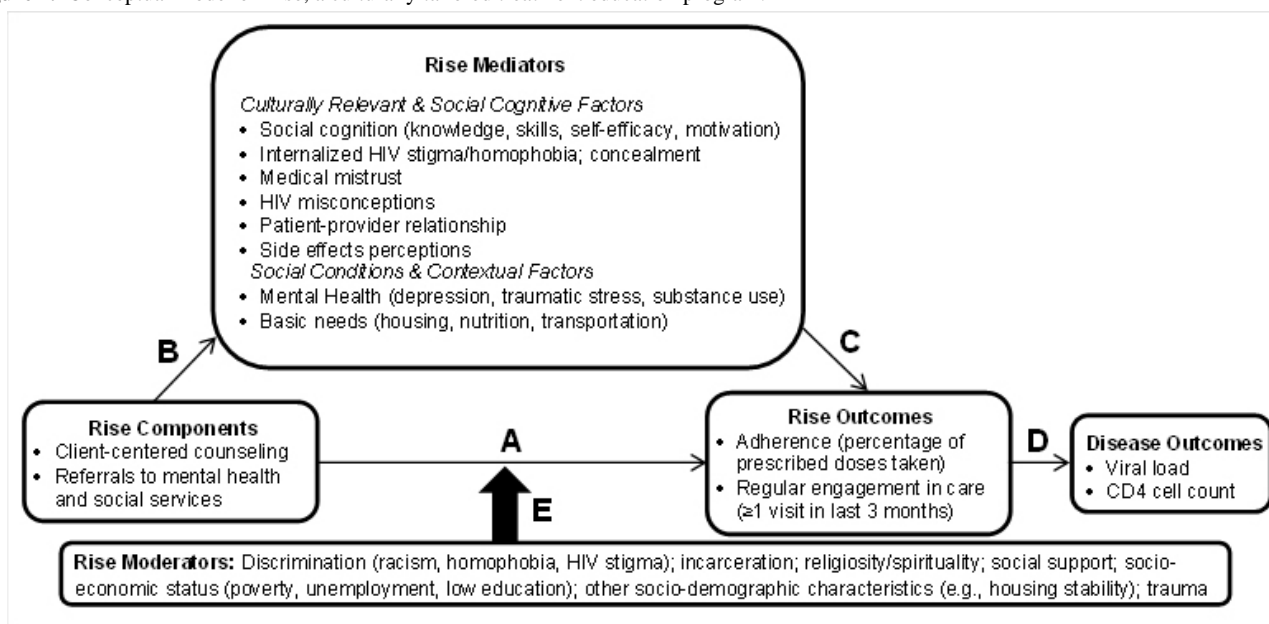 Rise Mediators
Culturally Relevant & Social Cognitive Factors
• Social cognition (knowledge, skills, self-efficacy, motivation)
• Internalized HIV stigma/homophobia; concealment
• Medical mistrust
• HIV misconceptions
• Patient-provider relationship
• Side effects perceptions
Social Conditions & Contextual Factors
• Mental Health (depression, traumatic stress, substance use)
• Basic needs (housing, nutrition, transportation)
B
C
Rise Components
• Client-centered counseling
• Referrals to mental health
and social services
A
E
Rise Outcomes
• Adherence (percentage of
prescribed doses taken)
• Regular engagement in care
(≥1 visit in last 3 months)
D
Disease Outcomes
• Viral load
• CD4 cell count
Rise Moderators: Discrimination (racism, homophobia, HIV stigma); incarceration; religiosity/spirituality; social support; socio-
economic status (poverty, unemployment, low education); other socio-demographic characteristics (e.g., housing stability); trauma